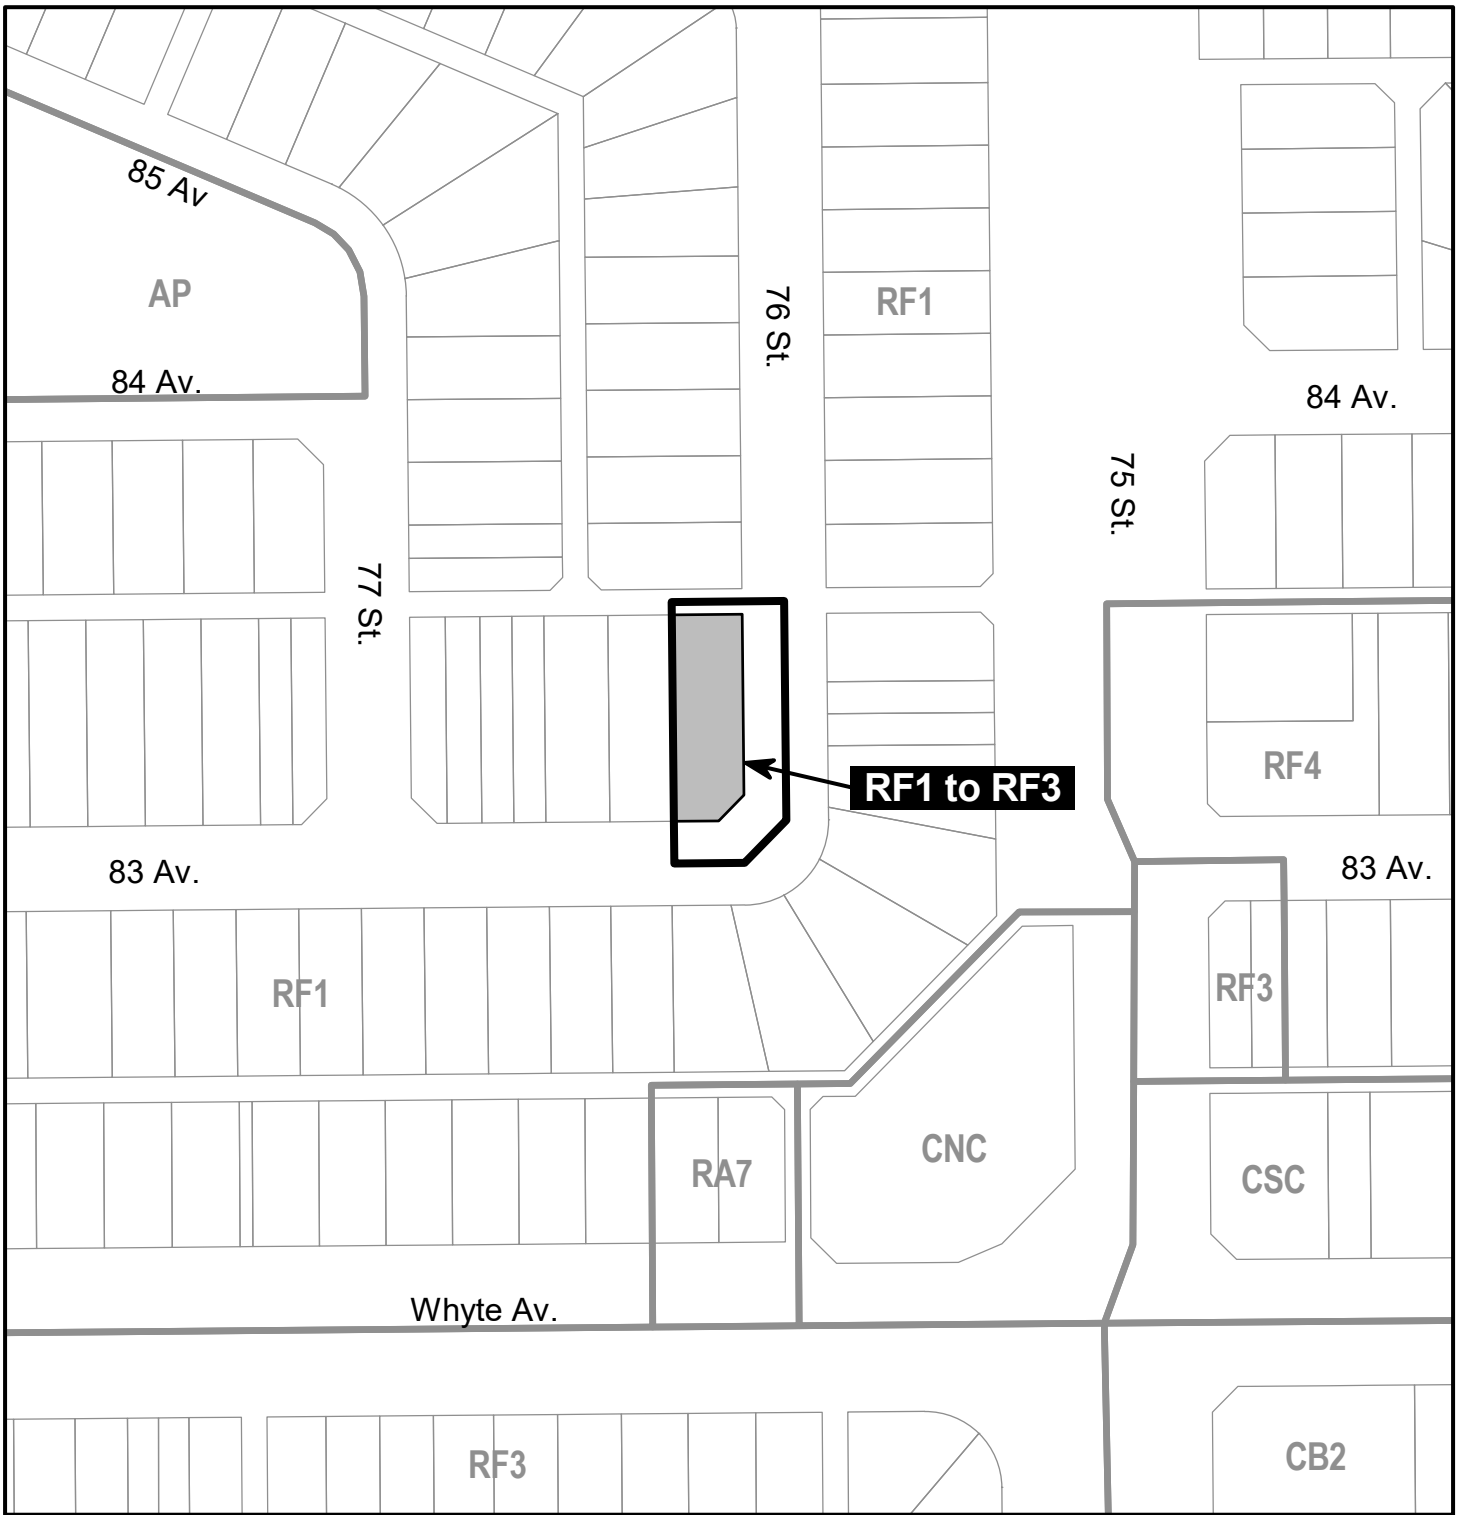 85 Av
AP
76 St.
RF1
84 Av.
84 Av.
75 St.
77 St.
RF4
RF1 to RF3
83 Av.
83 Av.
RF1
RF3
CNC
RA7
CSC
Whyte Av.
RF3
CB2